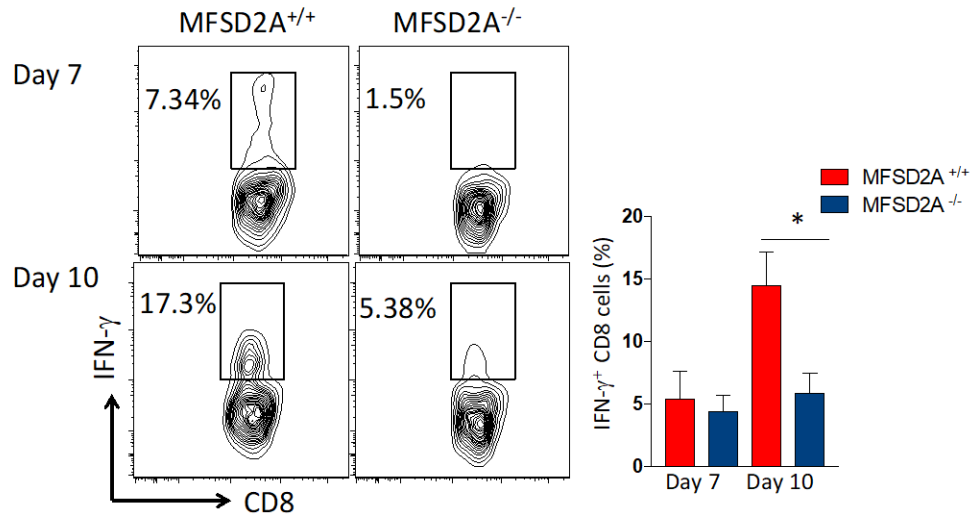 MFSD2A+/+
MFSD2A-/-
Day 7
7.34%
1.5%
Day 10
17.3%
5.38%
IFN-γ
CD8
MFSD2A +/+
MFSD2A -/-
*
20
15
10
5
0
IFN-γ+ CD8 cells (%)
Day 7
Day 10